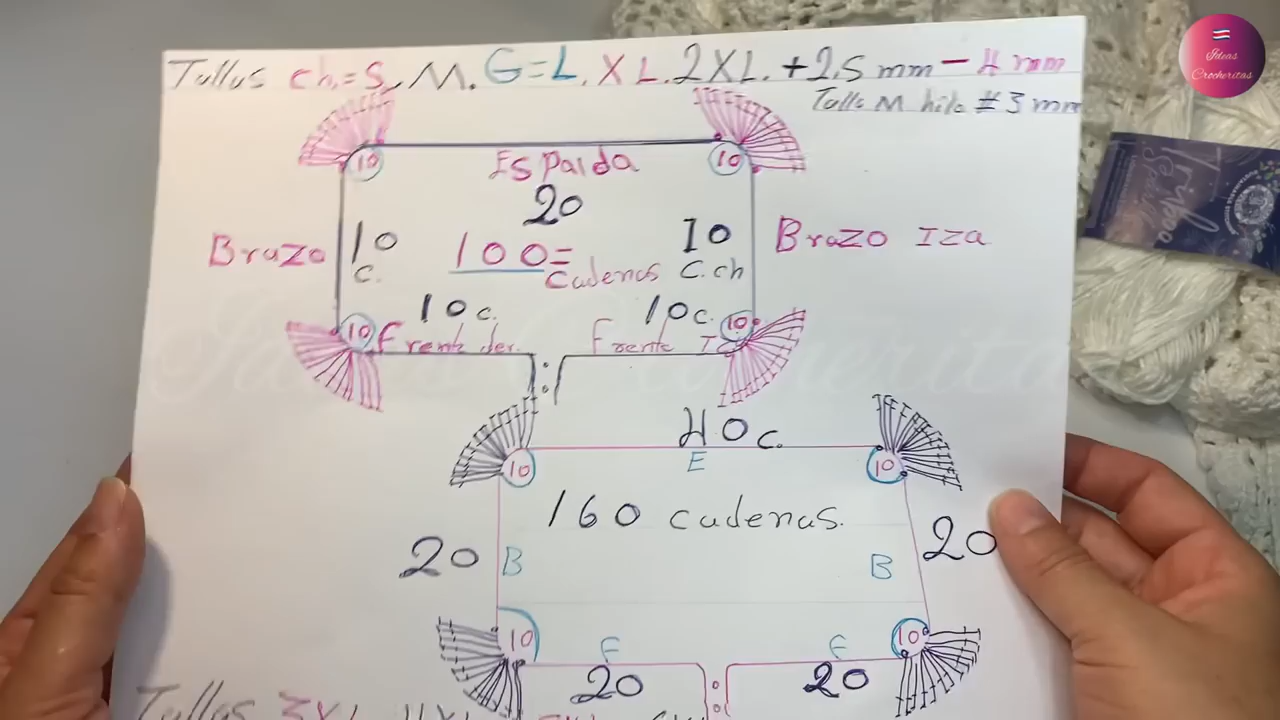 Tallas ch.=S, M. G=L. XL. 2XL. +2,5 mm - 4 mm
Talla M hilo #3 mm
Ideas Crocheritas
10 10
Espalda
20
Brazo 10 C. 100= Cadenas 10 C.ch Brazo Iza
10c. 10c.
10 Frente der. Frente 10
40c.
10 E 10
160 cadenas.
20 B B 20
10 10
F F
20 20
Tallas 3XL